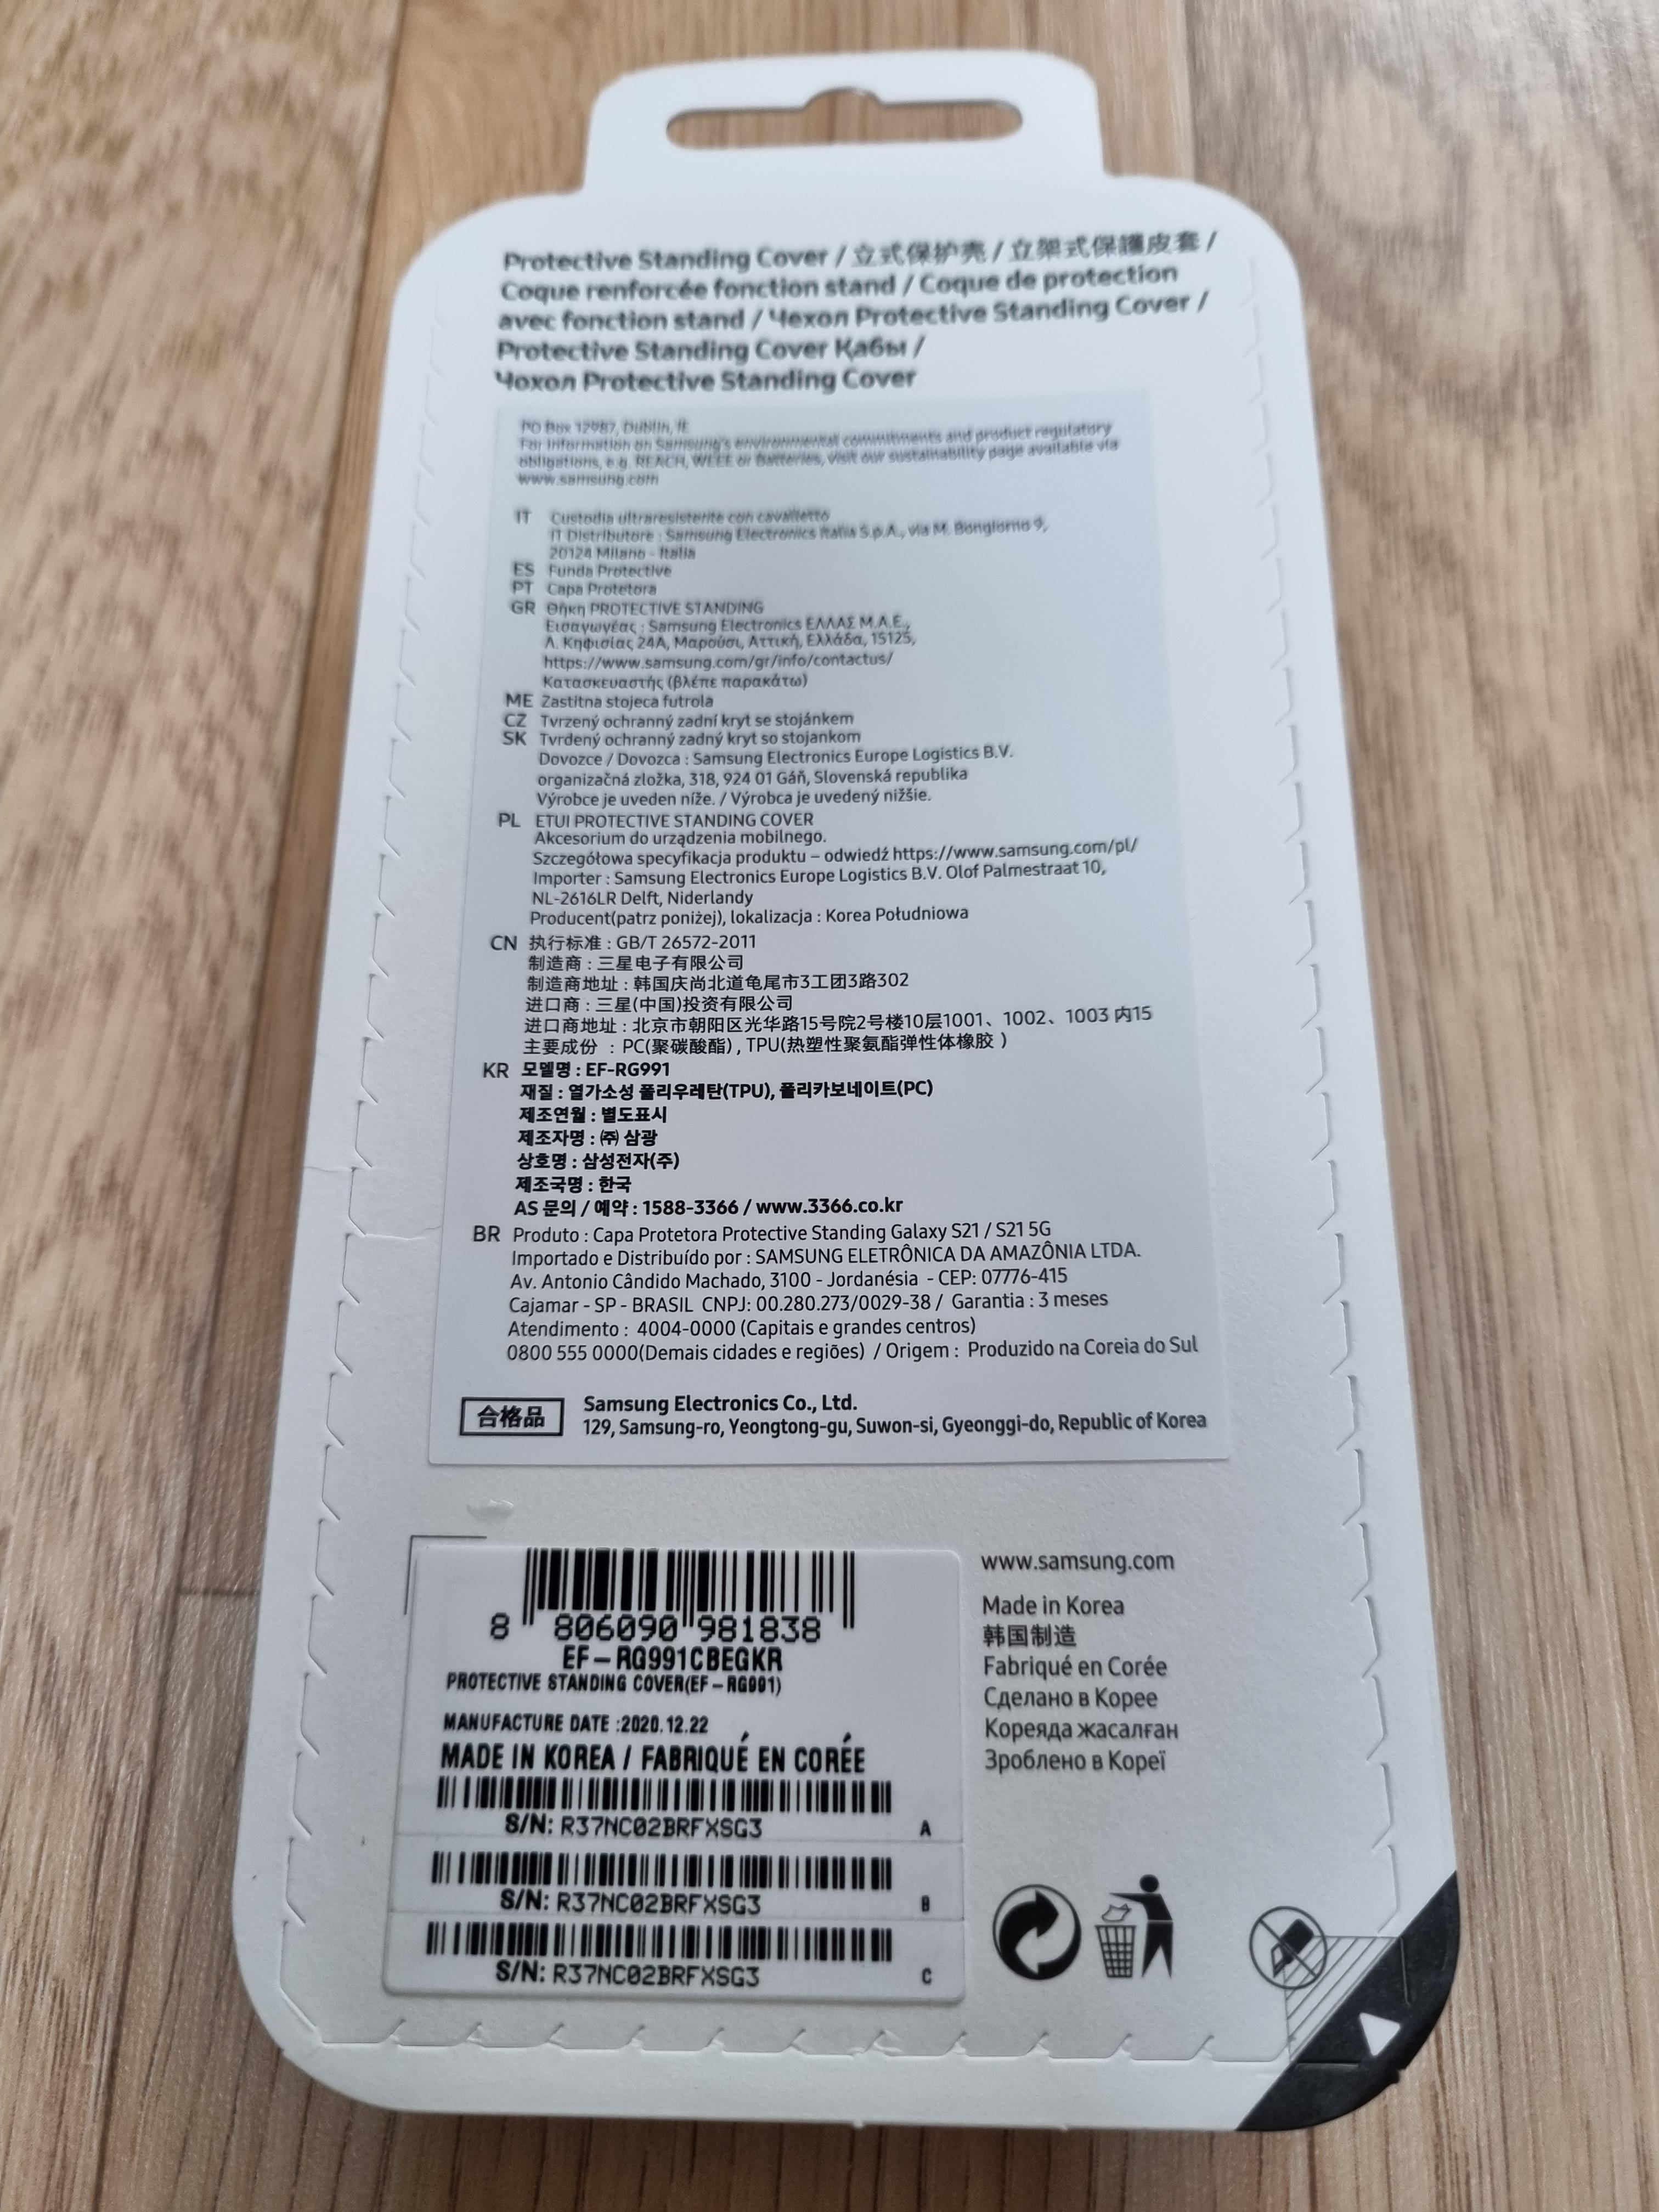 Protective Standing Cover / 立式保护壳 / 立架式保護皮套 /
Coque renforcée fonction stand / Coque de protection
avec fonction stand / Чехол Protective Standing Cover /
Protective Standing Cover Қабы /
Чохол Protective Standing Cover
PO Box 12987, Dublin, IE
For information on Samsung's environmental commitments and product regulatory
obligations, e.g. REACH, WEEE or Batteries, visit our sustainability page available via
www.samsung.com
IT Custodia ultraresistente con cavalletto
IT Distributore : Samsung Electronics Italia S.p.A., via M. Bongiorno 9,
20124 Milano - Italia
ES Funda Protective
PT Capa Protetora
GR Θήκη PROTECTIVE STANDING
Εισαγωγέας : Samsung Electronics ΕΛΛΑΣ Μ.Α.Ε.,
Λ. Κηφισίας 24Α, Μαρούσι, Αττική, Ελλάδα, 15125,
https://www.samsung.com/gr/info/contactus/
Κατασκευαστής (βλέπε παρακάτω)
ME Zastitna stojeca futrola
CZ Tvrzený ochranný zadní kryt se stojánkem
SK Tvrdený ochranný zadný kryt so stojankom
Dovozce / Dovozca : Samsung Electronics Europe Logistics B.V.
organizačná zložka, 318, 924 01 Gáň, Slovenská republika
Výrobce je uveden níže. / Výrobca je uvedený nižšie.
PL ETUI PROTECTIVE STANDING COVER
Akcesorium do urządzenia mobilnego.
Szczegółowa specyfikacja produktu – odwiedź https://www.samsung.com/pl/
Importer : Samsung Electronics Europe Logistics B.V. Olof Palmestraat 10,
NL-2616LR Delft, Niderlandy
Producent(patrz poniżej), lokalizacja : Korea Południowa
CN 执行标准 : GB/T 26572-2011
制造商 : 三星电子有限公司
制造商地址 : 韩国庆尚北道龟尾市3工团3路302
进口商 : 三星(中国)投资有限公司
进口商地址 : 北京市朝阳区光华路15号院2号楼10层1001、1002、1003 内15
主要成份 : PC(聚碳酸酯) , TPU(热塑性聚氨酯弹性体橡胶 )
KR 모델명 : EF-RG991
재질 : 열가소성 폴리우레탄(TPU), 폴리카보네이트(PC)
제조연월 : 별도표시
제조자명 : ㈜ 삼광
상호명 : 삼성전자(주)
제조국명 : 한국
AS 문의 / 예약 : 1588-3366 / www.3366.co.kr
BR Produto : Capa Protetora Protective Standing Galaxy S21 / S21 5G
Importado e Distribuído por : SAMSUNG ELETRÔNICA DA AMAZÔNIA LTDA.
Av. Antonio Cândido Machado, 3100 - Jordanésia - CEP: 07776-415
Cajamar - SP - BRASIL CNPJ: 00.280.273/0029-38 / Garantia : 3 meses
Atendimento : 4004-0000 (Capitais e grandes centros)
0800 555 0000(Demais cidades e regiões) / Origem : Produzido na Coreia do Sul
合格品
Samsung Electronics Co., Ltd.
129, Samsung-ro, Yeongtong-gu, Suwon-si, Gyeonggi-do, Republic of Korea
8 806090 981838
EF-RG991CBEGKR
PROTECTIVE STANDING COVER(EF-RG991)
MANUFACTURE DATE :2020.12.22
MADE IN KOREA / FABRIQUÉ EN CORÉE
S/N: R37NC02BRFXSG3 A
S/N: R37NC02BRFXSG3 B
S/N: R37NC02BRFXSG3 C
www.samsung.com
Made in Korea
韩国制造
Fabriqué en Corée
Сделано в Корее
Кореяда жасалған
Зроблено в Кореї